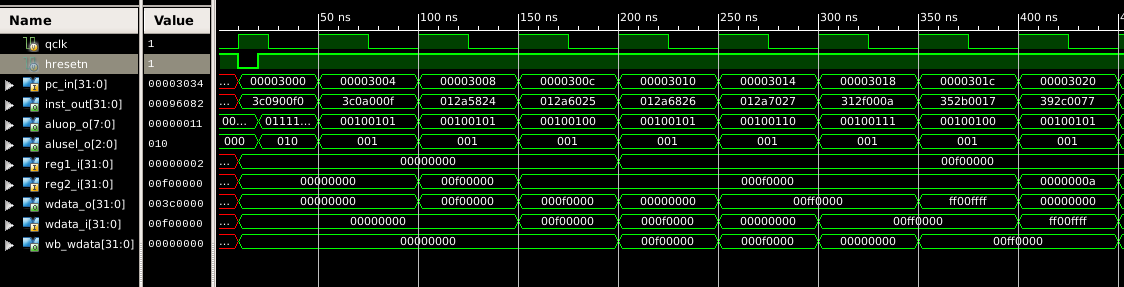 Name Value 50 ns 100 ns 150 ns 200 ns 250 ns 300 ns 350 ns 400 ns 4
qclk 1
hresetn 1
pc_in[31:0] 00003034 ... 00003000 00003004 00003008 0000300c 00003010 00003014 00003018 0000301c 00003020
inst_out[31:0] 00096082 ... 3c0900f0 3c0a000f 012a5824 012a6025 012a6826 012a7027 312f000a 352b0017 392c0077
aluop_o[7:0] 00000011 00... 01111... 00100101 00100101 00100100 00100101 00100110 00100111 00100100 00100101
alusel_o[2:0] 010 000 010 001 001 001 001 001 001 001 001
reg1_i[31:0] 00000002 ... 00000000 00f00000
reg2_i[31:0] 00f00000 ... 00000000 00f00000 000f0000 0000000a
wdata_o[31:0] 003c0000 ... 00000000 00f00000 000f0000 00000000 00ff0000 ff00ffff 00000000
wdata_i[31:0] 00f00000 ... 00000000 00f00000 000f0000 00000000 00ff0000 ff00ffff
wb_wdata[31:0] 00000000 ... 00000000 00f00000 000f0000 00000000 00ff0000